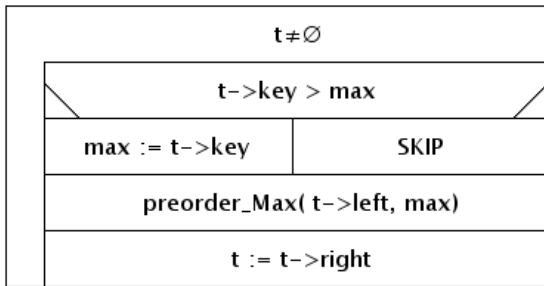 t≠∅
t->key > max
max := t->key
SKIP
preorder_Max( t->left, max)
t := t->right